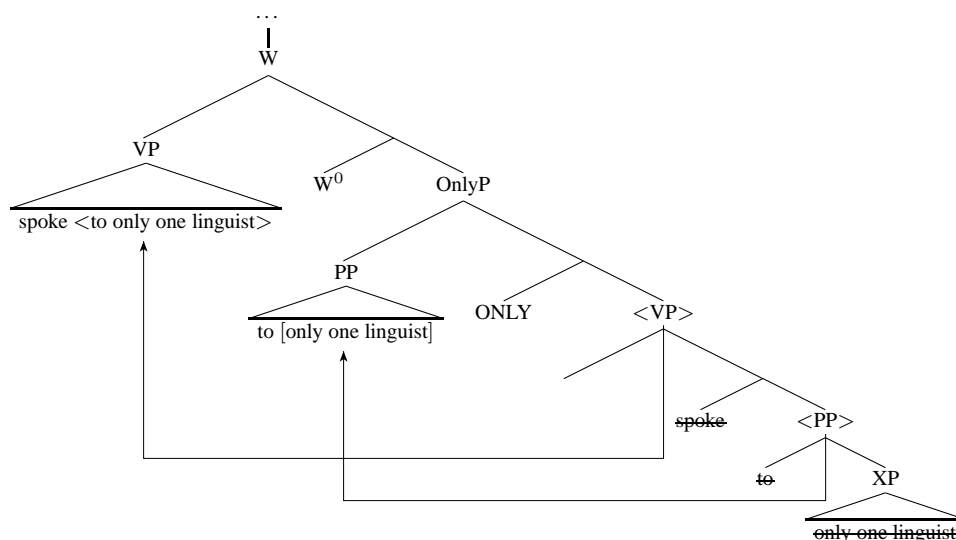 ...
W
VP
W⁰
OnlyP
spoke <to only one linguist>
PP
ONLY
<VP>
to [only one linguist]
spoke
<PP>
to
XP
only one linguist